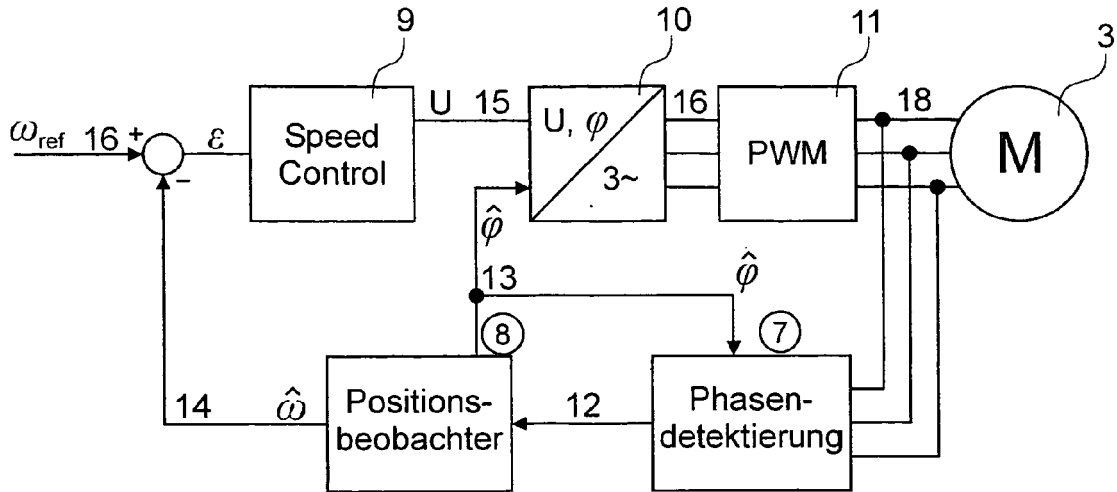 9
10
11
3
ω_ref 16 + −
ε
Speed
Control
U 15
U, φ
3~
16
PWM
18
M
φ̂
13
φ̂
8
7
14
ω̂
Positions-
beobachter
12
Phasen-
detektierung